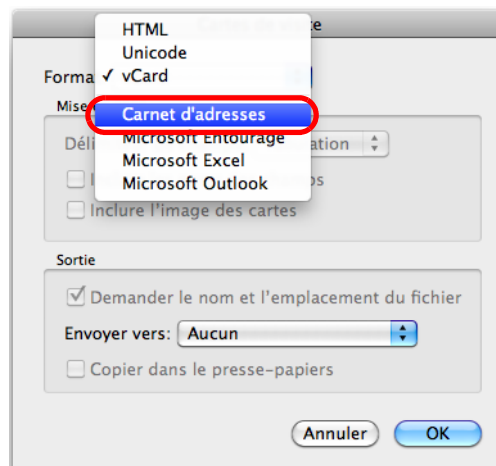 HTML
Unicode
Forma ✓ vCard
Mise
Carnet d'adresses
Microsoft Entourage
Microsoft Excel
Microsoft Outlook
Inclure l'image des cartes
Sortie
Demander le nom et l'emplacement du fichier
Envoyer vers: Aucun
Copier dans le presse-papiers
Annuler OK